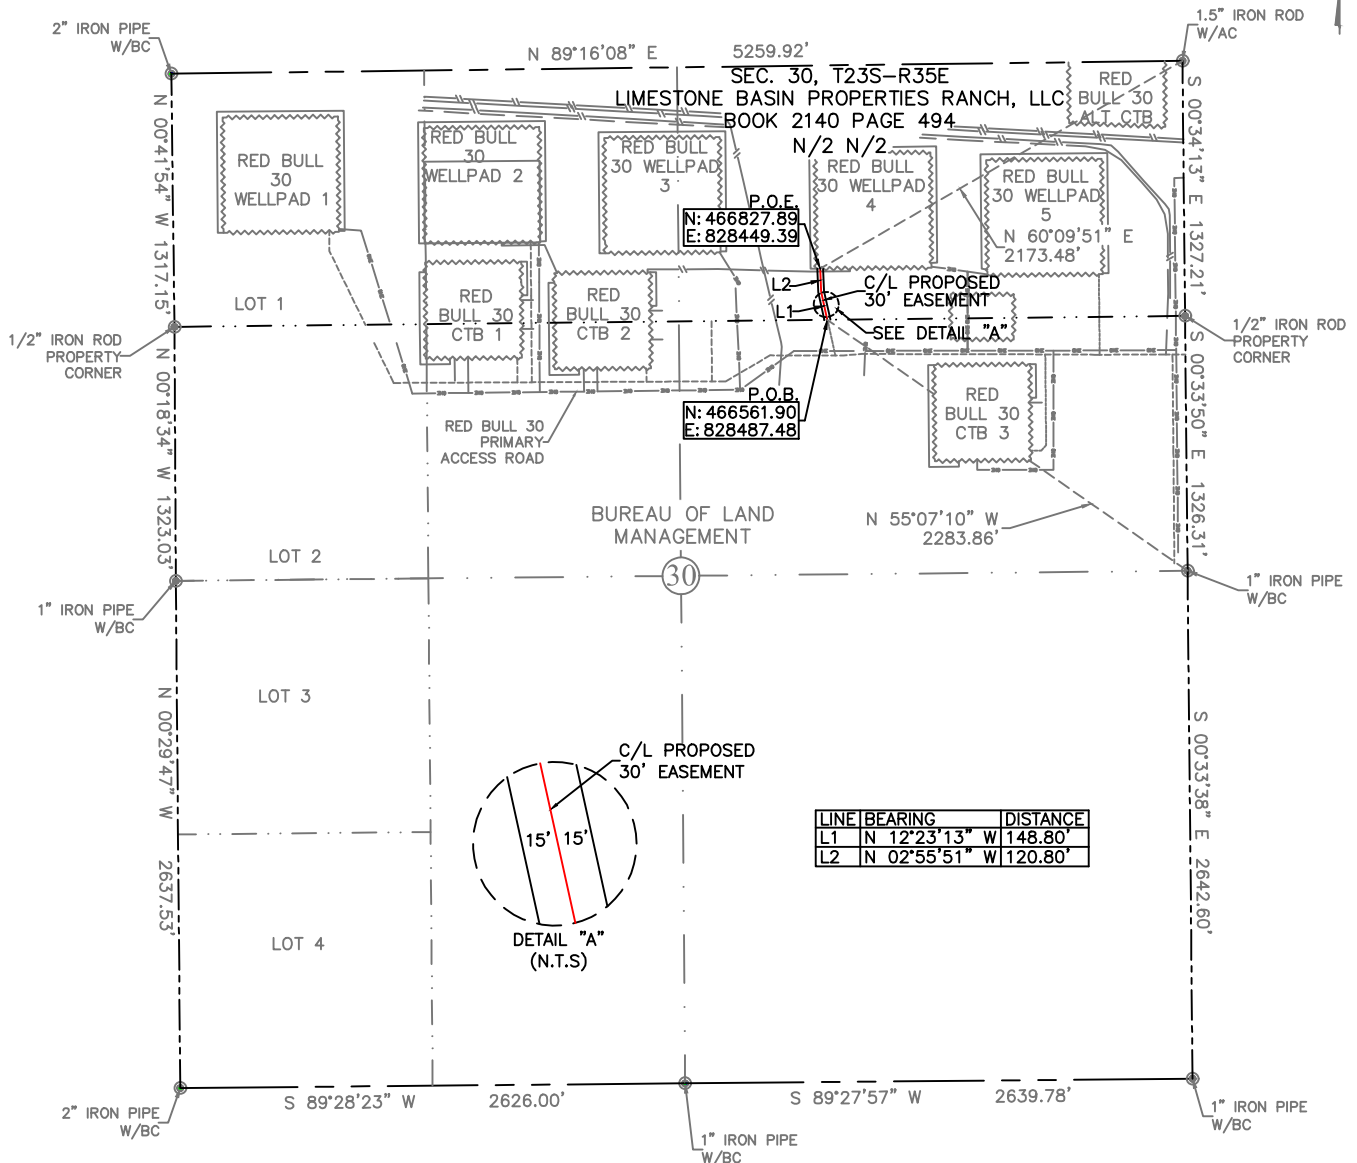 2" IRON PIPE
W/BC
N 89°16'08" E 5259.92'
1.5" IRON ROD
W/AC
SEC. 30, T23S-R35E
LIMESTONE BASIN PROPERTIES RANCH, LLC
BOOK 2140 PAGE 494
N/2 N/2
RED
BULL 30
ALT CTB
N 00°41'54" W 1317.15'
S 00°34'13" E 1327.21'
RED BULL
30
WELLPAD 1
RED BULL
30
WELLPAD 2
RED BULL
30 WELLPAD
3
RED BULL
30 WELLPAD
4
RED BULL
30 WELLPAD
5
P.O.E.
N: 466827.89
E: 828449.39
N 60°09'51" E
2173.48'
LOT 1
RED
BULL 30
CTB 1
RED
BULL 30
CTB 2
L2
L1
C/L PROPOSED
30' EASEMENT
SEE DETAIL "A"
1/2" IRON ROD
PROPERTY
CORNER
1/2" IRON ROD
PROPERTY
CORNER
N 00°18'34" W 1323.03'
S 00°33'50" E 1326.31'
P.O.B.
N: 466561.90
E: 828487.48
RED
BULL 30
CTB 3
RED BULL 30
PRIMARY
ACCESS ROAD
BUREAU OF LAND
MANAGEMENT
N 55°07'10" W
2283.86'
LOT 2
30
1" IRON PIPE
W/BC
1" IRON PIPE
W/BC
LOT 3
N 00°29'47" W 2637.53'
S 00°33'38" E 2642.60'
C/L PROPOSED
30' EASEMENT
15' 15'
DETAIL "A"
(N.T.S)
LINE BEARING DISTANCE
L1 N 12°23'13" W 148.80'
L2 N 02°55'51" W 120.80'
LOT 4
S 89°28'23" W 2626.00'
S 89°27'57" W 2639.78'
2" IRON PIPE
W/BC
1" IRON PIPE
W/BC
1" IRON PIPE
W/BC